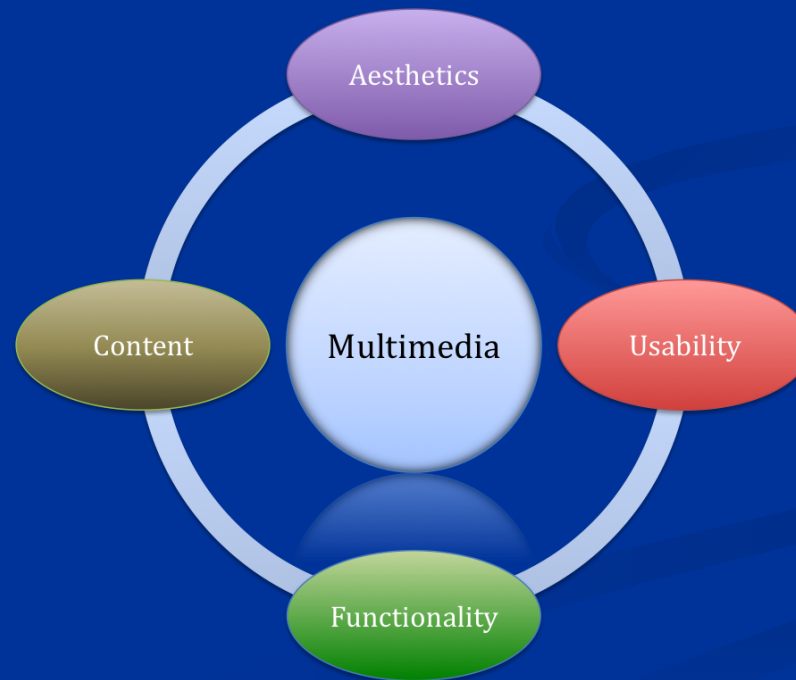 Aesthetics
Content
Multimedia
Usability
Functionality